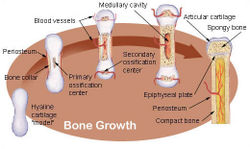 Medullary cavity
Blood vessels
Articular cartilage
Spongy bone
Periosteum
Bone collar
Hyaline
cartilage
"model"
Primary
ossification
center
Secondary
ossification
center
Epiphyseal plate
Periosteum
Compact bone
Bone Growth